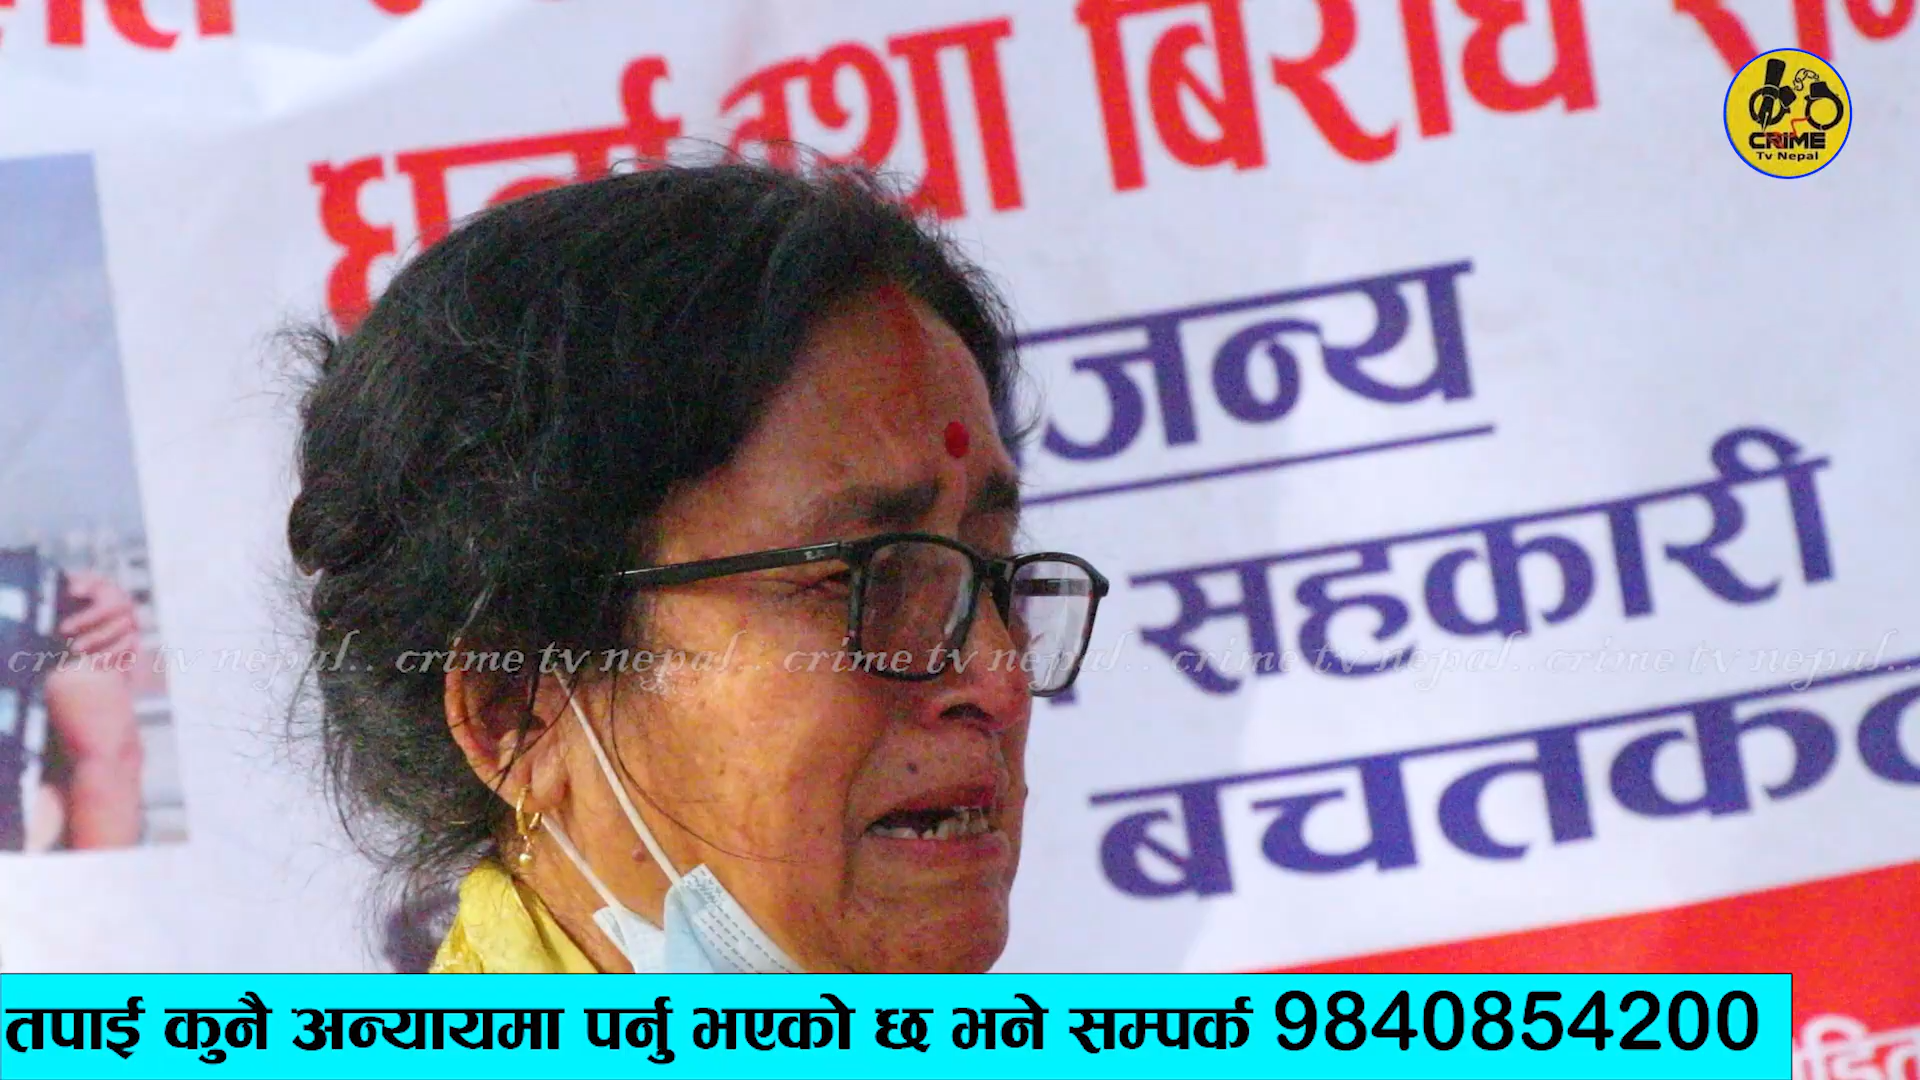 धर्ना तथा बिरोध
CRIME
Tv Nepal
जन्य
सहकारी
crime tv nepal.. crime tv nepal.. crime tv nepal.. crime tv nepal.. crime tv nepal..
तपाईं कुनै अन्यायमा पर्नु भएको छ भने सम्पर्क 9840854200